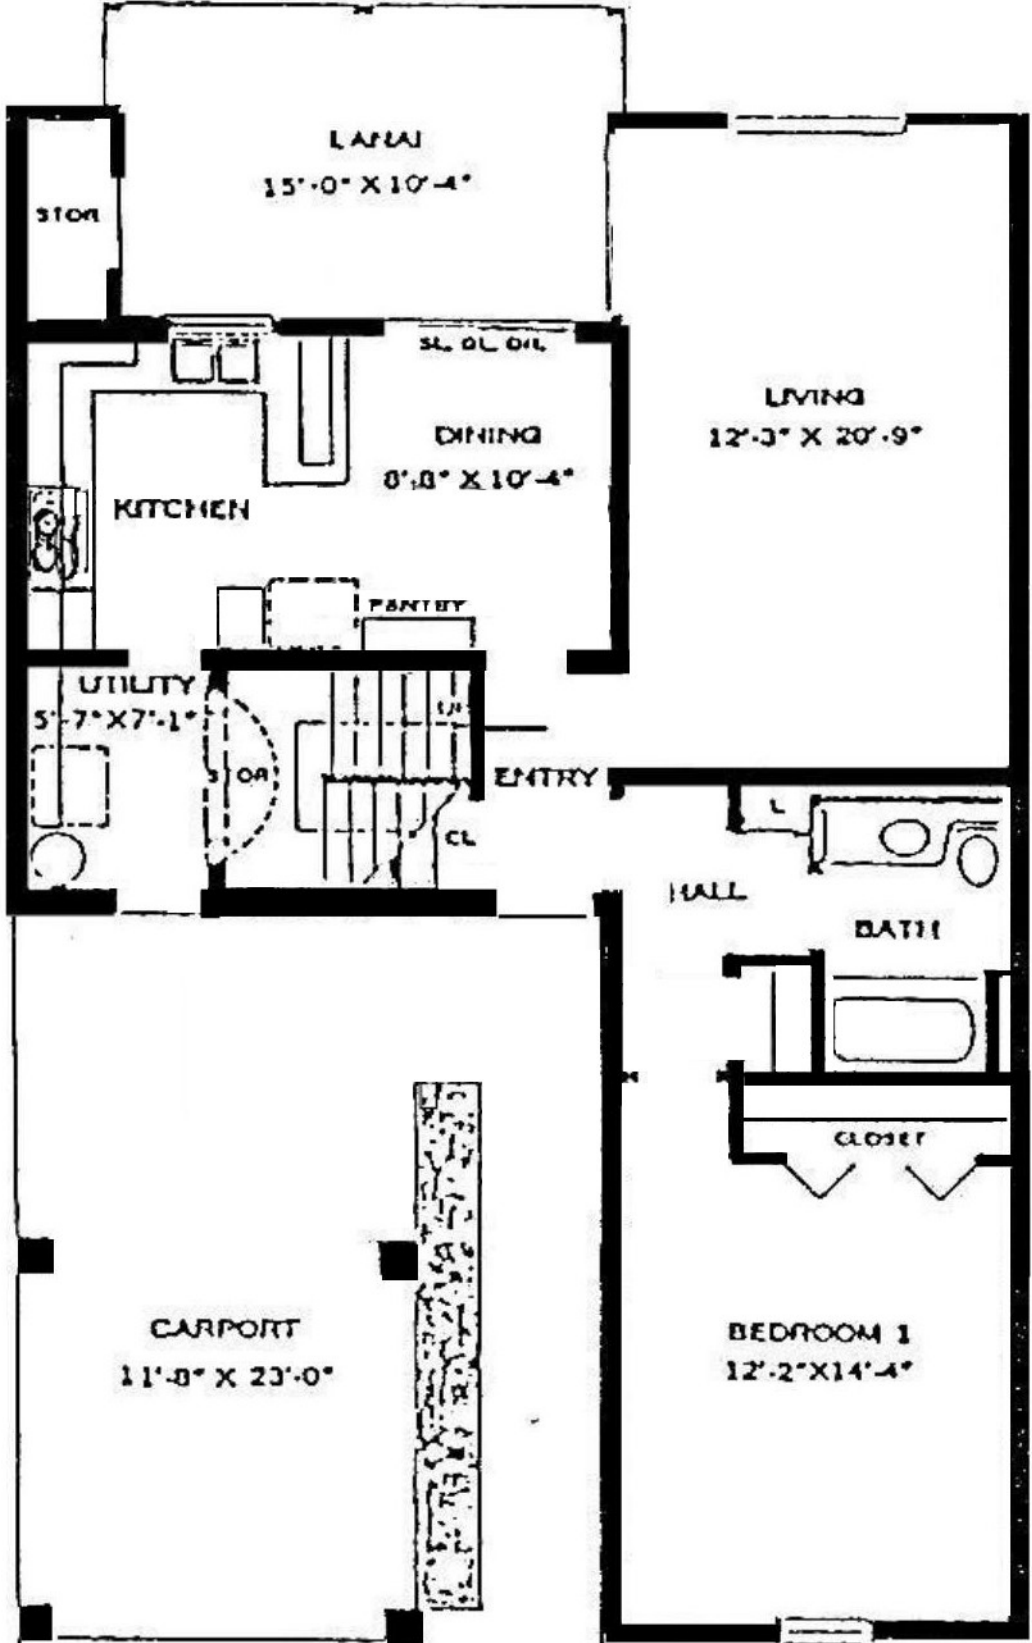 LANAI
15'-0" X 10'-4"
STOR
SL. GL. DR.
LIVING
12'-3" X 20'-9"
DINING
8'-8" X 10'-4"
KITCHEN
PANTRY
UTILITY
5'-7" X 7'-1"
UP
STOR
ENTRY
L
CL
HALL
BATH
CLOSET
CARPORT
11'-8" X 23'-0"
BEDROOM 1
12'-2" X 14'-4"